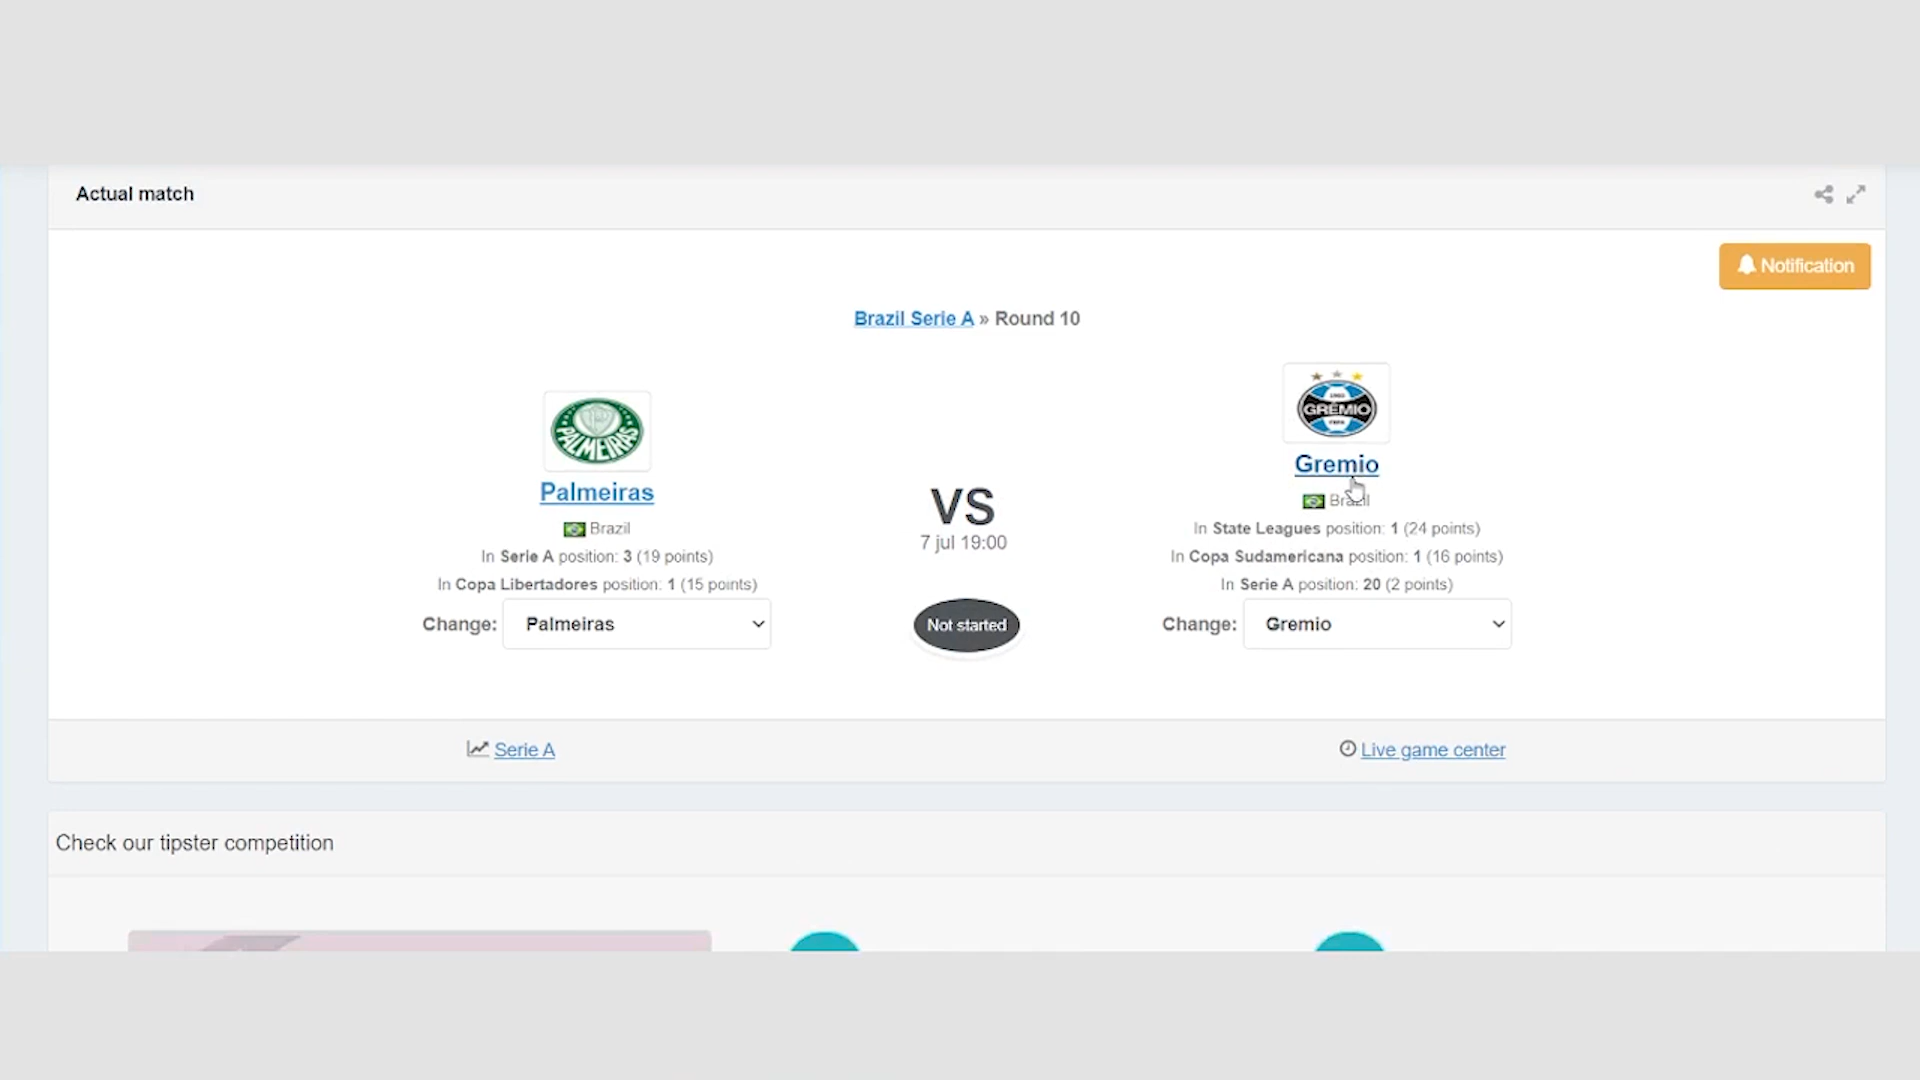 Actual match
Notification
Brazil Serie A » Round 10
PALMEIRAS
Palmeiras
Brazil
In Serie A position: 3 (19 points)
In Copa Libertadores position: 1 (15 points)
Change: Palmeiras
VS
7 jul 19:00
Not started
GRÊMIO
Gremio
Brazil
In State Leagues position: 1 (24 points)
In Copa Sudamericana position: 1 (16 points)
In Serie A position: 20 (2 points)
Change: Gremio
Serie A
Live game center
Check our tipster competition